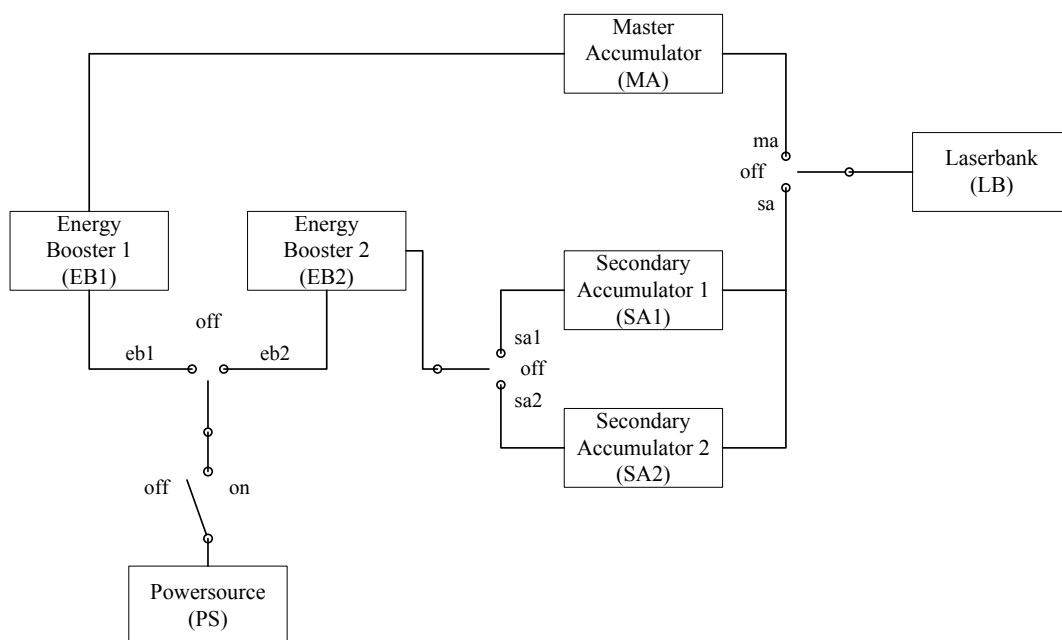 Master
Accumulator
(MA)
ma
off
sa
Laserbank
(LB)
Energy
Booster 1
(EB1)
Energy
Booster 2
(EB2)
Secondary
Accumulator 1
(SA1)
off
eb1
eb2
sa1
off
sa2
Secondary
Accumulator 2
(SA2)
off
on
Powersource
(PS)